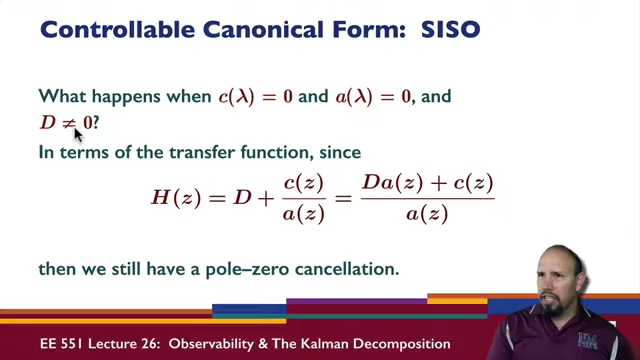 Controllable Canonical Form: SISO
What happens when c(λ) = 0 and a(λ) = 0, and
D ≠ 0?
In terms of the transfer function, since
H(z) = D + c(z)/a(z) = Da(z) + c(z)/a(z)
then we still have a pole–zero cancellation.
EE 551 Lecture 26: Observability & The Kalman Decomposition